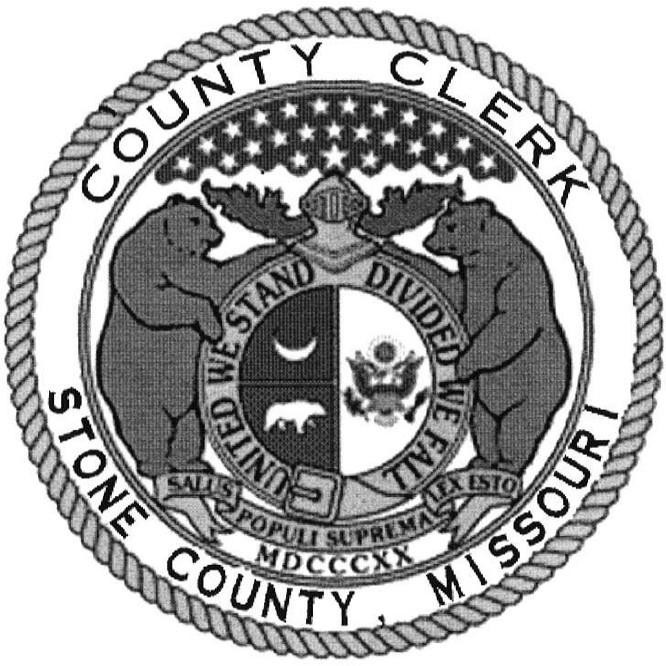 COUNTY CLERK
UNITED WE STAND DIVIDED WE FALL
SALUS POPULI SUPREMA LEX ESTO
MDCCCXX
STONE COUNTY, MISSOURI